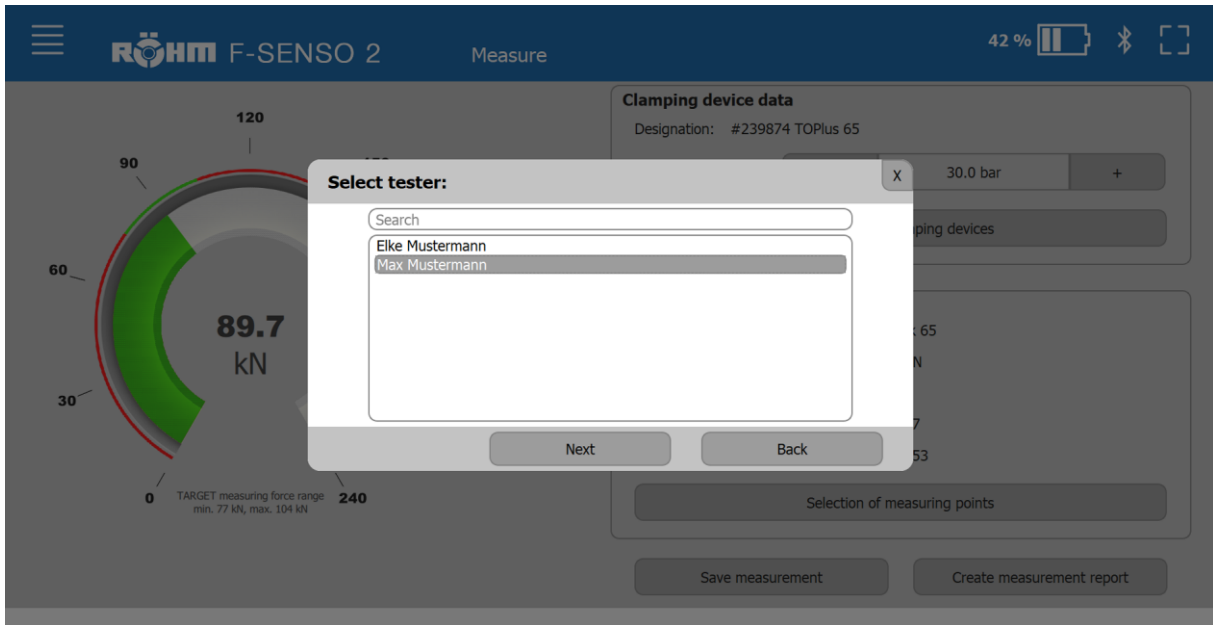 RÖHM F-SENSO 2 Measure 42 %
120
90
60
30
0
240
89.7
kN
TARGET measuring force range
min. 77 kN, max. 104 kN
Clamping device data
Designation: #239874 TOPlus 65
30.0 bar +
devices
65
N
7
53
Selection of measuring points
Save measurement Create measurement report
Select tester: X
Search
Elke Mustermann
Max Mustermann
Next Back